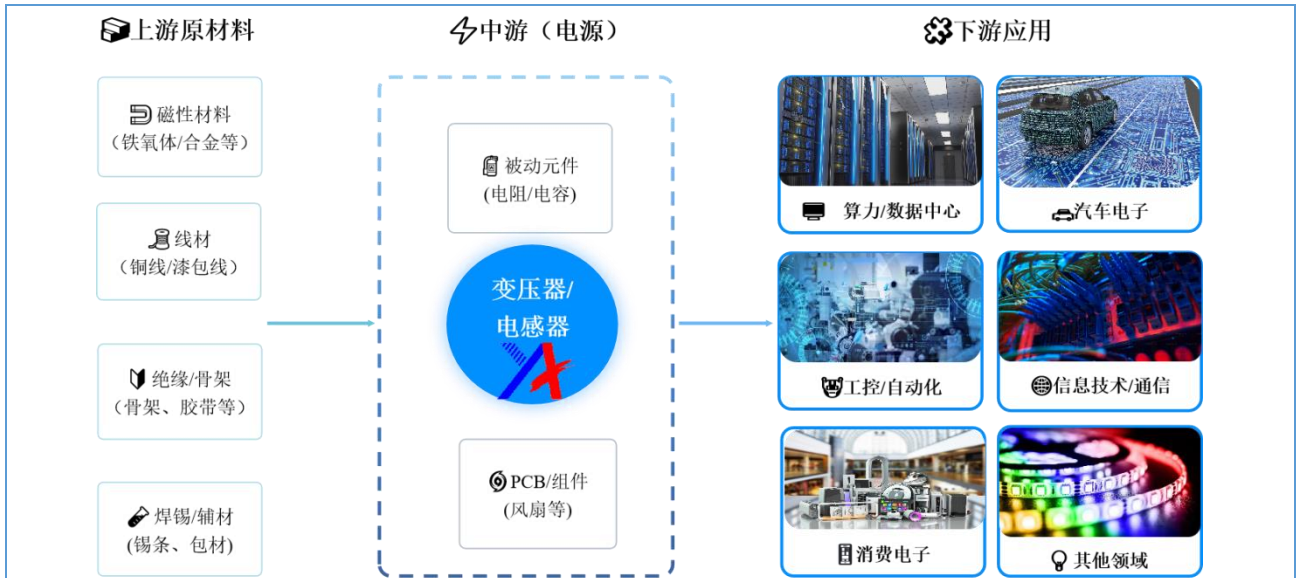 上游原材料
磁性材料
（铁氧体/合金等）
线材
（铜线/漆包线）
绝缘/骨架
（骨架、胶带等）
焊锡/辅材
(锡条、包材)
中游（电源）
被动元件
(电阻/电容)
变压器/
电感器
PCB/组件
(风扇等)
下游应用
算力/数据中心
汽车电子
工控/自动化
信息技术/通信
消费电子
其他领域